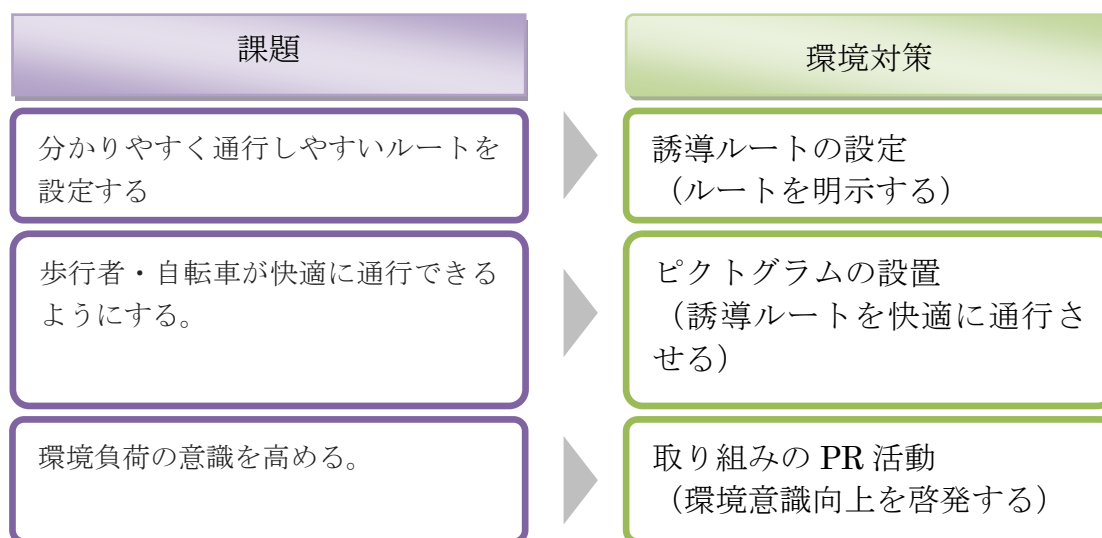 課題
環境対策
分かりやすく通行しやすいルートを
設定する
誘導ルートの設定
（ルートを明示する）
歩行者・自転車が快適に通行できる
ようにする。
ピクトグラムの設置
（誘導ルートを快適に通行さ
せる）
環境負荷の意識を高める。
取り組みの PR 活動
（環境意識向上を啓発する）